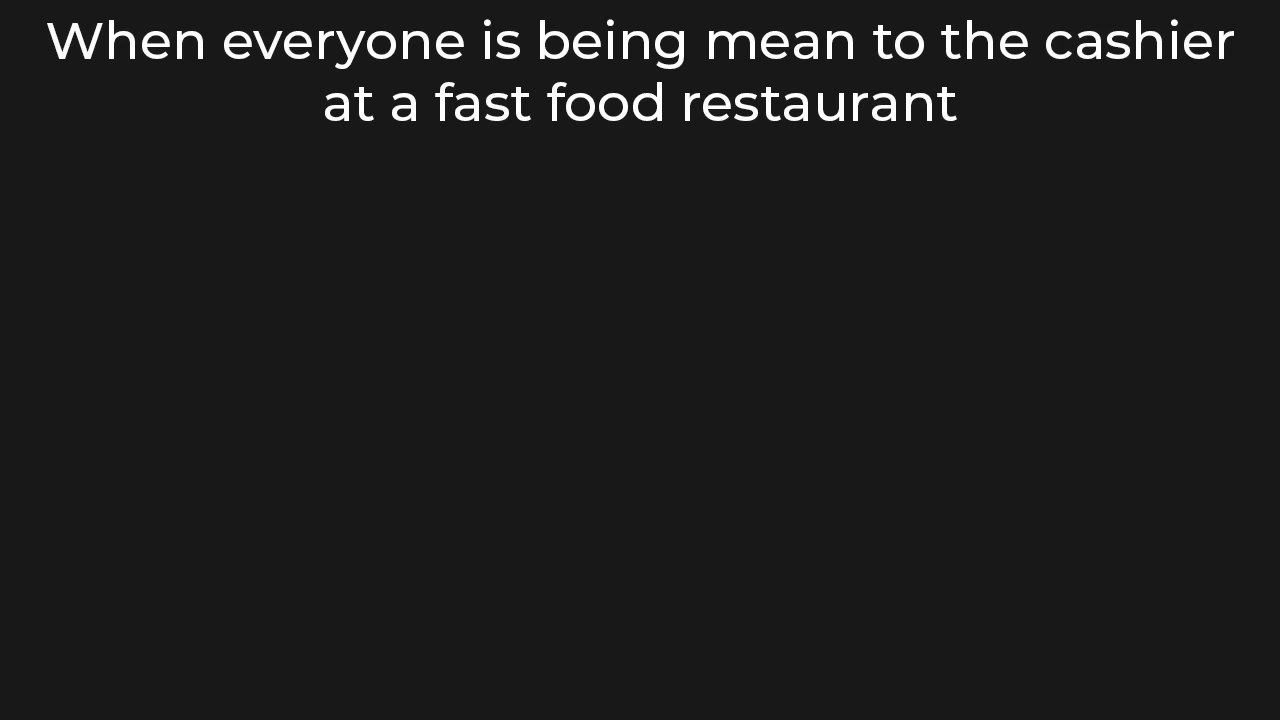 When everyone is being mean to the cashier
at a fast food restaurant